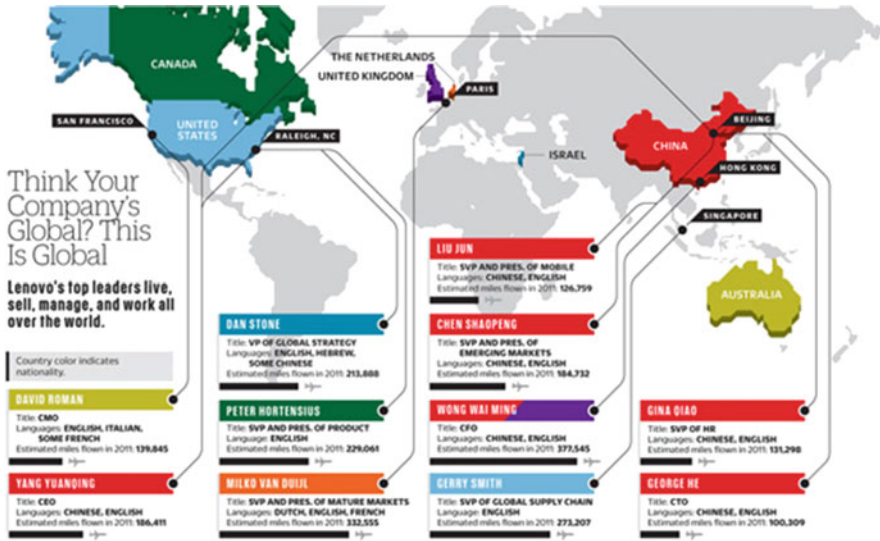 CANADA
THE NETHERLANDS
UNITED KINGDOM
PARIS
SAN FRANCISCO
UNITED
STATES
RALEIGH, NC
ISRAEL
CHINA
BEIJING
HONG KONG
SINGAPORE
AUSTRALIA
Think Your
Company's
Global? This
Is Global
Lenovo's top leaders live,
sell, manage, and work all
over the world.
Country color indicates
nationality.
DAVID ROMAN
Title: CMO
Languages: ENGLISH, ITALIAN,
SOME FRENCH
Estimated miles flown in 2011: 139,845
YANG YUANQING
Title: CEO
Languages: CHINESE, ENGLISH
Estimated miles flown in 2011: 186,411
DAN STONE
Title: VP OF GLOBAL STRATEGY
Languages: ENGLISH, HEBREW,
SOME CHINESE
Estimated miles flown in 2011: 213,888
PETER HORTENSIUS
Title: SVP AND PRES. OF PRODUCT
Language: ENGLISH
Estimated miles flown in 2011: 229,061
MILKO VAN DUIJL
Title: SVP AND PRES. OF MATURE MARKETS
Languages: DUTCH, ENGLISH, FRENCH
Estimated miles flown in 2011: 332,555
LIU JUN
Title: SVP AND PRES. OF MOBILE
Languages: CHINESE, ENGLISH
Estimated miles flown in 2011: 126,759
CHEN SHAOPENG
Title: SVP AND PRES. OF
EMERGING MARKETS
Languages: CHINESE, ENGLISH
Estimated miles flown in 2011: 184,732
WONG WAI MING
Title: CFO
Languages: CHINESE, ENGLISH
Estimated miles flown in 2011: 377,545
GERRY SMITH
Title: SVP OF GLOBAL SUPPLY CHAIN
Language: ENGLISH
Estimated miles flown in 2011: 273,207
GINA QIAO
Title: SVP OF HR
Languages: CHINESE, ENGLISH
Estimated miles flown in 2011: 131,298
GEORGE HE
Title: CTO
Languages: CHINESE, ENGLISH
Estimated miles flown in 2011: 100,309